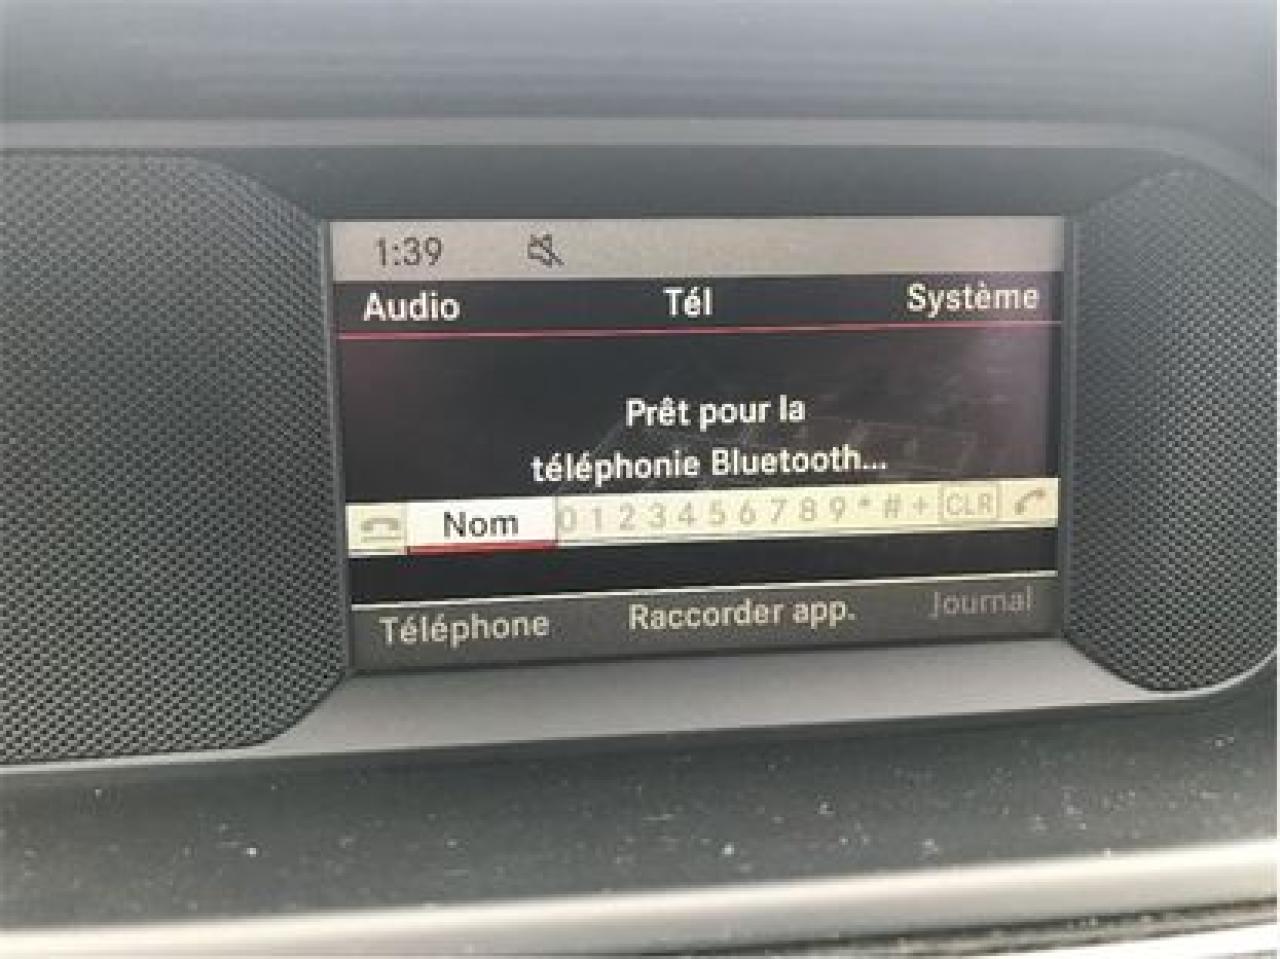 1:39
Audio Tél Système
Prêt pour la
téléphonie Bluetooth...
Nom 0 1 2 3 4 5 6 7 8 9 * # + CLR
Téléphone Raccorder app. Journal